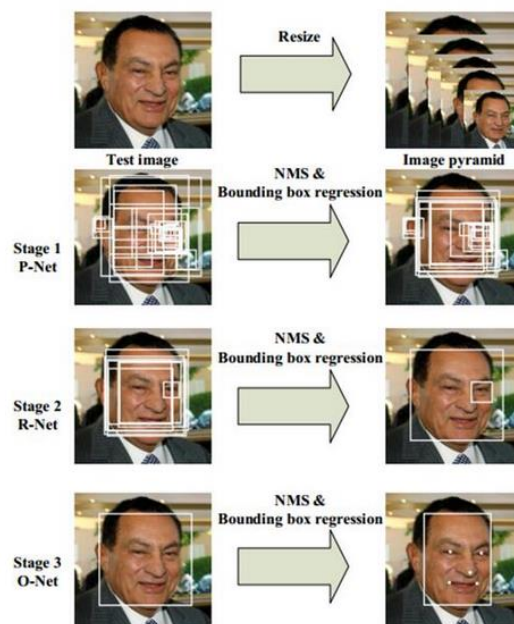 Resize
Test image
Image pyramid
NMS &
Bounding box regression
Stage 1
P-Net
NMS &
Bounding box regression
Stage 2
R-Net
NMS &
Bounding box regression
Stage 3
O-Net